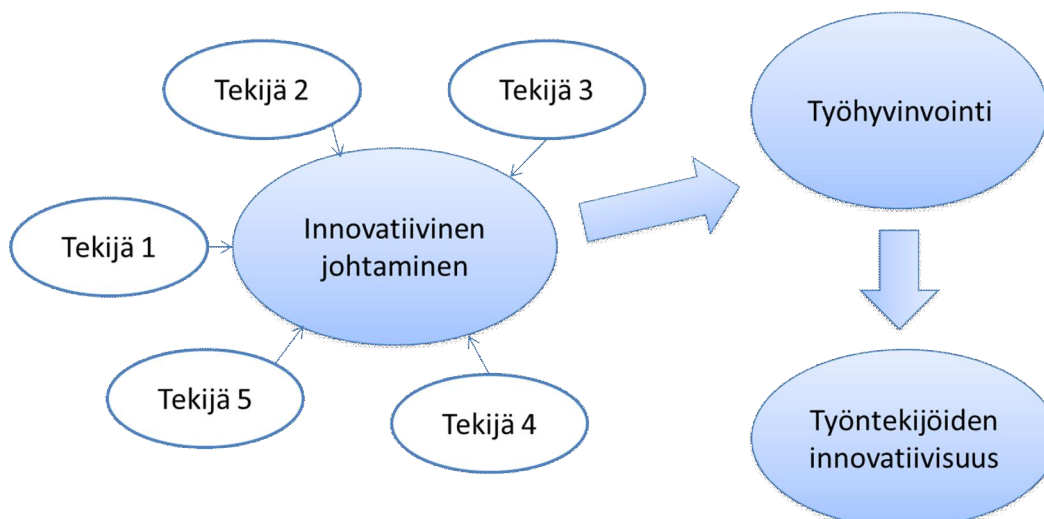 Tekijä 2
Tekijä 3
Työhyvinvointi
Tekijä 1
Innovatiivinen
johtaminen
Tekijä 5
Tekijä 4
Työntekijöiden
innovatiivisuus